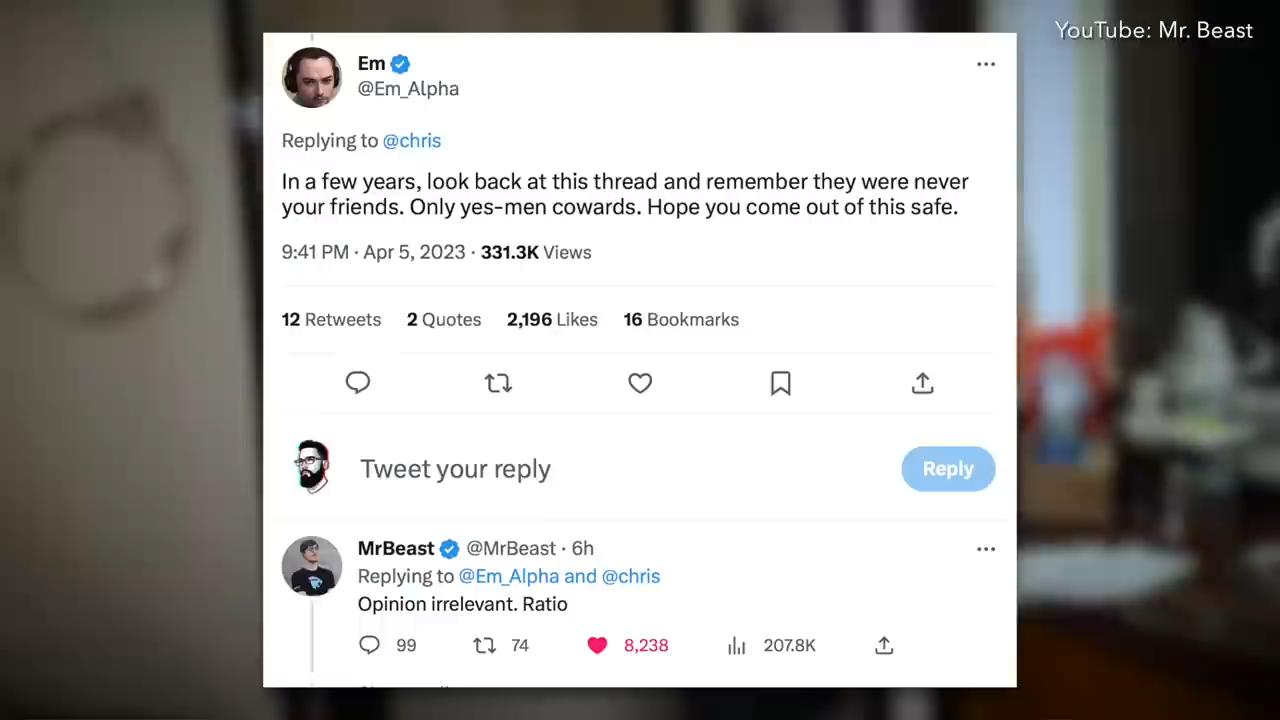 YouTube: Mr. Beast
Em
@Em_Alpha
Replying to @chris
In a few years, look back at this thread and remember they were never
your friends. Only yes-men cowards. Hope you come out of this safe.
9:41 PM · Apr 5, 2023 · 331.3K Views
12 Retweets 2 Quotes 2,196 Likes 16 Bookmarks
Tweet your reply
Reply
MrBeast @MrBeast · 6h
Replying to @Em_Alpha and @chris
Opinion irrelevant. Ratio
99 74 8,238 207.8K